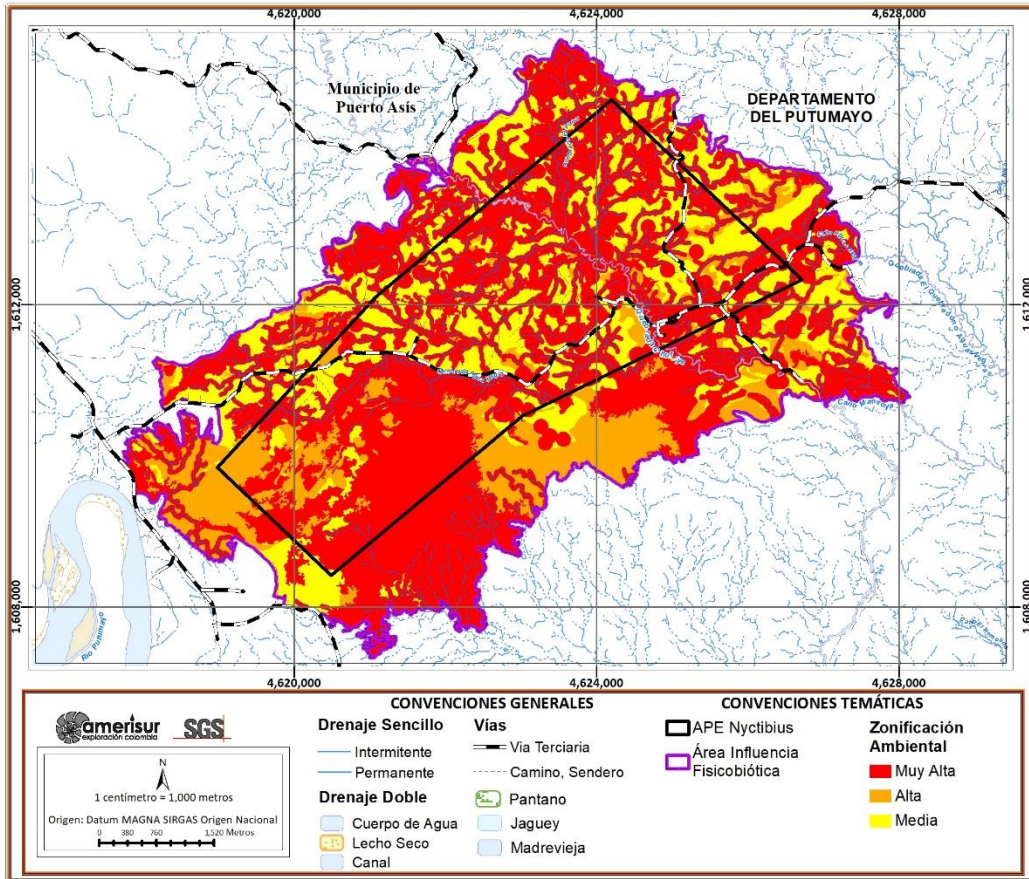 4,620,000
4,624,000
4,628,000
Municipio de
Puerto Asís
DEPARTAMENTO
DEL PUTUMAYO
1,612,000
1,612,000
1,608,000
1,608,000
Río Putumayo
4,620,000
4,624,000
4,628,000
amerisur
exploración colombia
SGS
N
1 centímetro = 1,000 metros
Origen: Datum MAGNA SIRGAS Origen Nacional
0 380 760 1,520 Metros
CONVENCIONES GENERALES
Drenaje Sencillo
Intermitente
Permanente
Drenaje Doble
Cuerpo de Agua
Lecho Seco
Canal
Vías
Via Terciaria
Camino, Sendero
Pantano
Jaguey
Madrevieja
CONVENCIONES TEMÁTICAS
APE Nyctibius
Área Influencia
Fisicobiótica
Zonificación
Ambiental
Muy Alta
Alta
Media